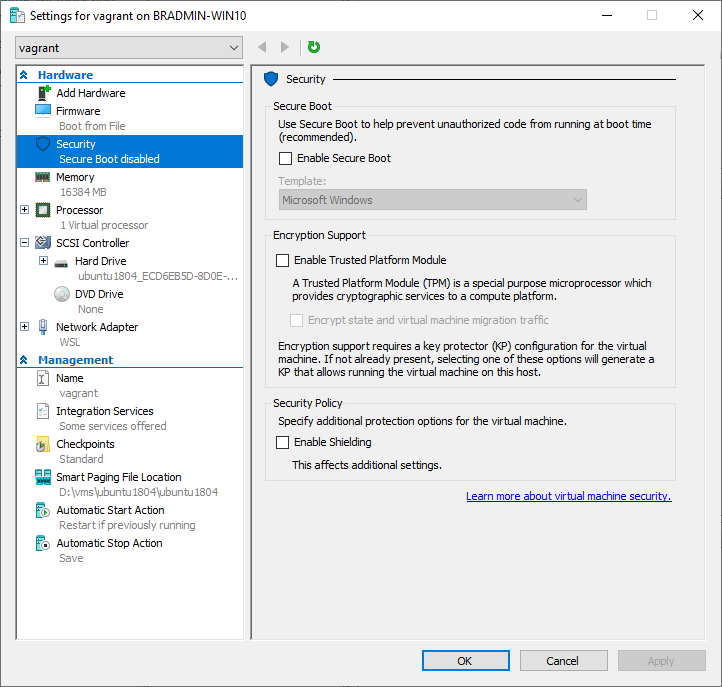 Settings for vagrant on BRADMIN-WIN10
vagrant
Hardware
Add Hardware
Firmware
Boot from File
Security
Secure Boot disabled
Memory
16384 MB
Processor
1 Virtual processor
SCSI Controller
Hard Drive
ubuntu1804_ECD6EB5D-8D0E-...
DVD Drive
None
Network Adapter
WSL
Management
Name
vagrant
Integration Services
Some services offered
Checkpoints
Standard
Smart Paging File Location
D:\vms\ubuntu1804\ubuntu1804
Automatic Start Action
Restart if previously running
Automatic Stop Action
Save
Security
Secure Boot
Use Secure Boot to help prevent unauthorized code from running at boot time
(recommended).
Enable Secure Boot
Template:
Microsoft Windows
Encryption Support
Enable Trusted Platform Module
A Trusted Platform Module (TPM) is a special purpose microprocessor which
provides cryptographic services to a compute platform.
Encrypt state and virtual machine migration traffic
Encryption support requires a key protector (KP) configuration for the virtual
machine. If not already present, selecting one of these options will generate a
KP that allows running the virtual machine on this host.
Security Policy
Specify additional protection options for the virtual machine.
Enable Shielding
This affects additional settings.
Learn more about virtual machine security.
OK
Cancel
Apply